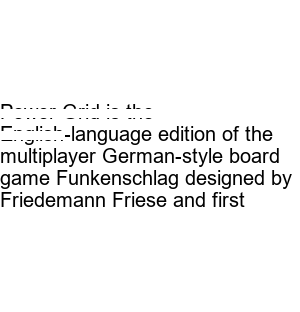 Power Grid is the
English-language edition of the
multiplayer German-style board
game Funkenschlag designed by
Friedemann Friese and first